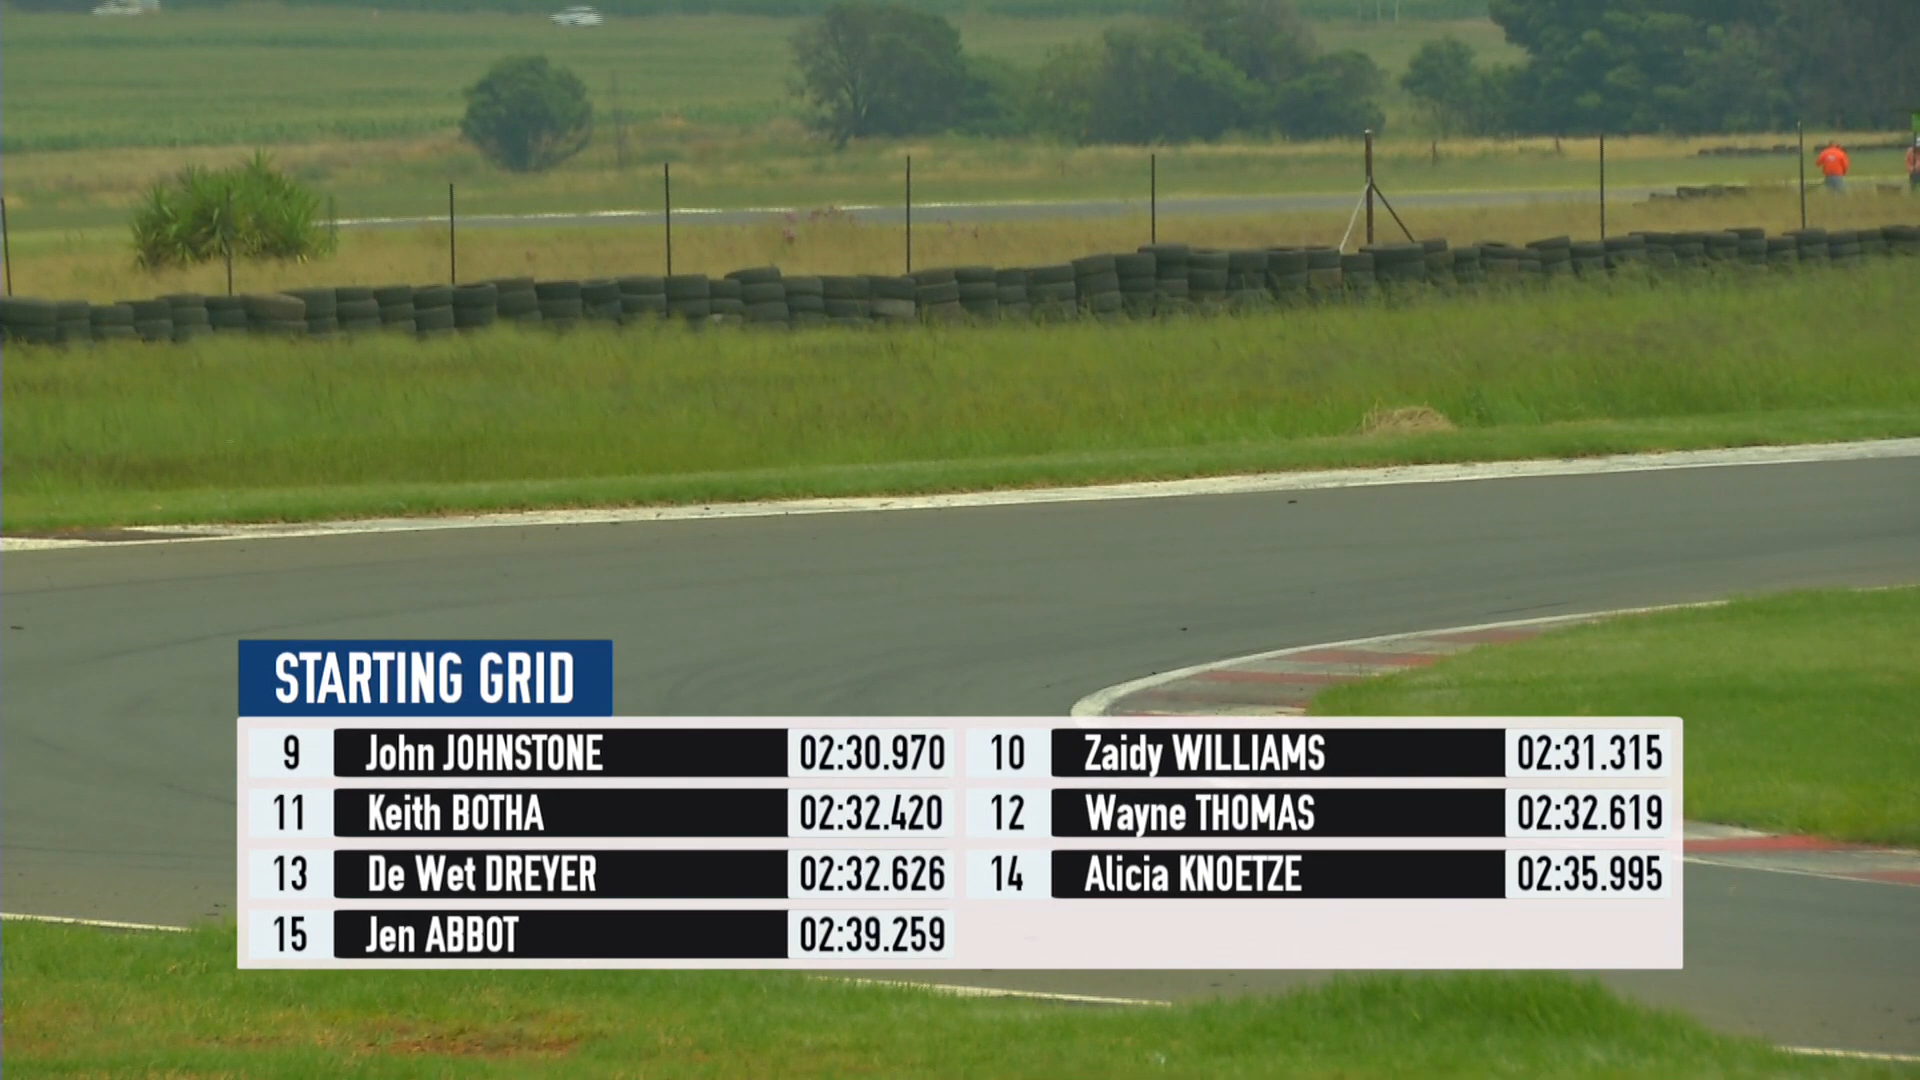 STARTING GRID
9 John JOHNSTONE 02:30.970 10 Zaidy WILLIAMS 02:31.315
11 Keith BOTHA 02:32.420 12 Wayne THOMAS 02:32.619
13 De Wet DREYER 02:32.626 14 Alicia KNOETZE 02:35.995
15 Jen ABBOT 02:39.259